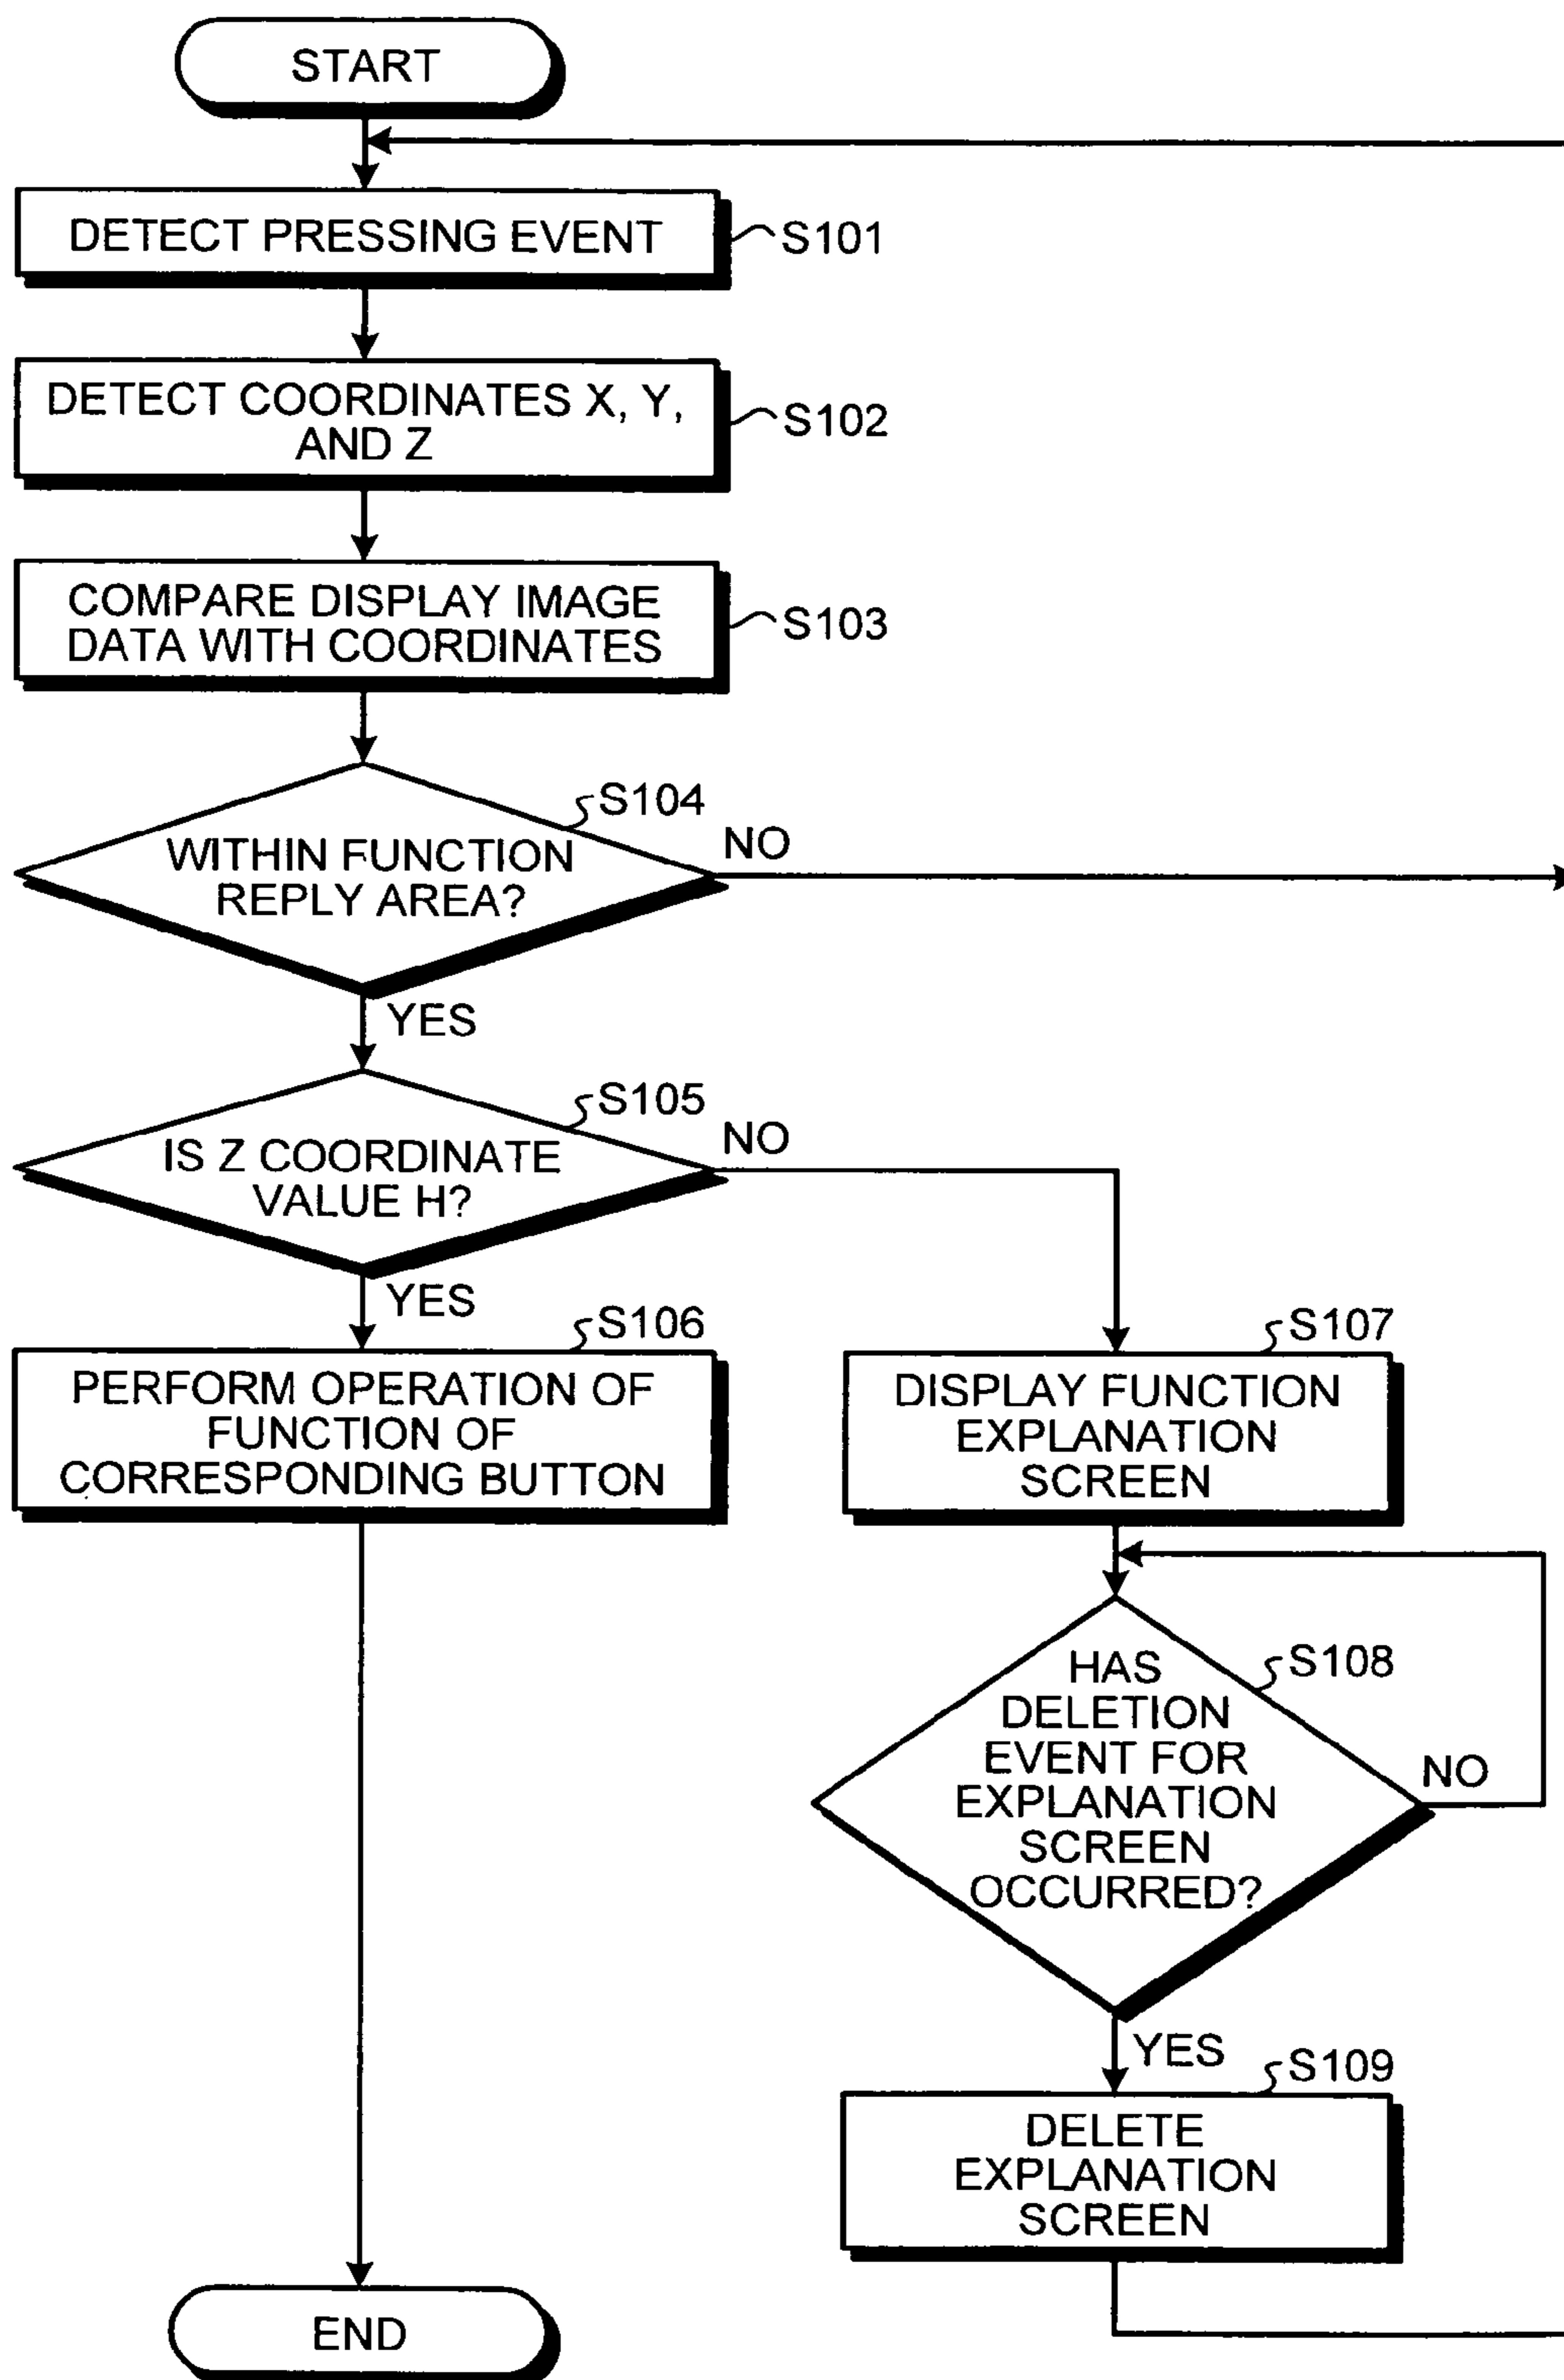 START
DETECT PRESSING EVENT
S101
DETECT COORDINATES X, Y,
AND Z
S102
COMPARE DISPLAY IMAGE
DATA WITH COORDINATES
S103
S104
WITHIN FUNCTION
REPLY AREA?
NO
YES
S105
IS Z COORDINATE
VALUE H?
NO
YES
S106
PERFORM OPERATION OF
FUNCTION OF
CORRESPONDING BUTTON
S107
DISPLAY FUNCTION
EXPLANATION
SCREEN
S108
HAS
DELETION
EVENT FOR
EXPLANATION
SCREEN
OCCURRED?
NO
YES
S109
DELETE
EXPLANATION
SCREEN
END